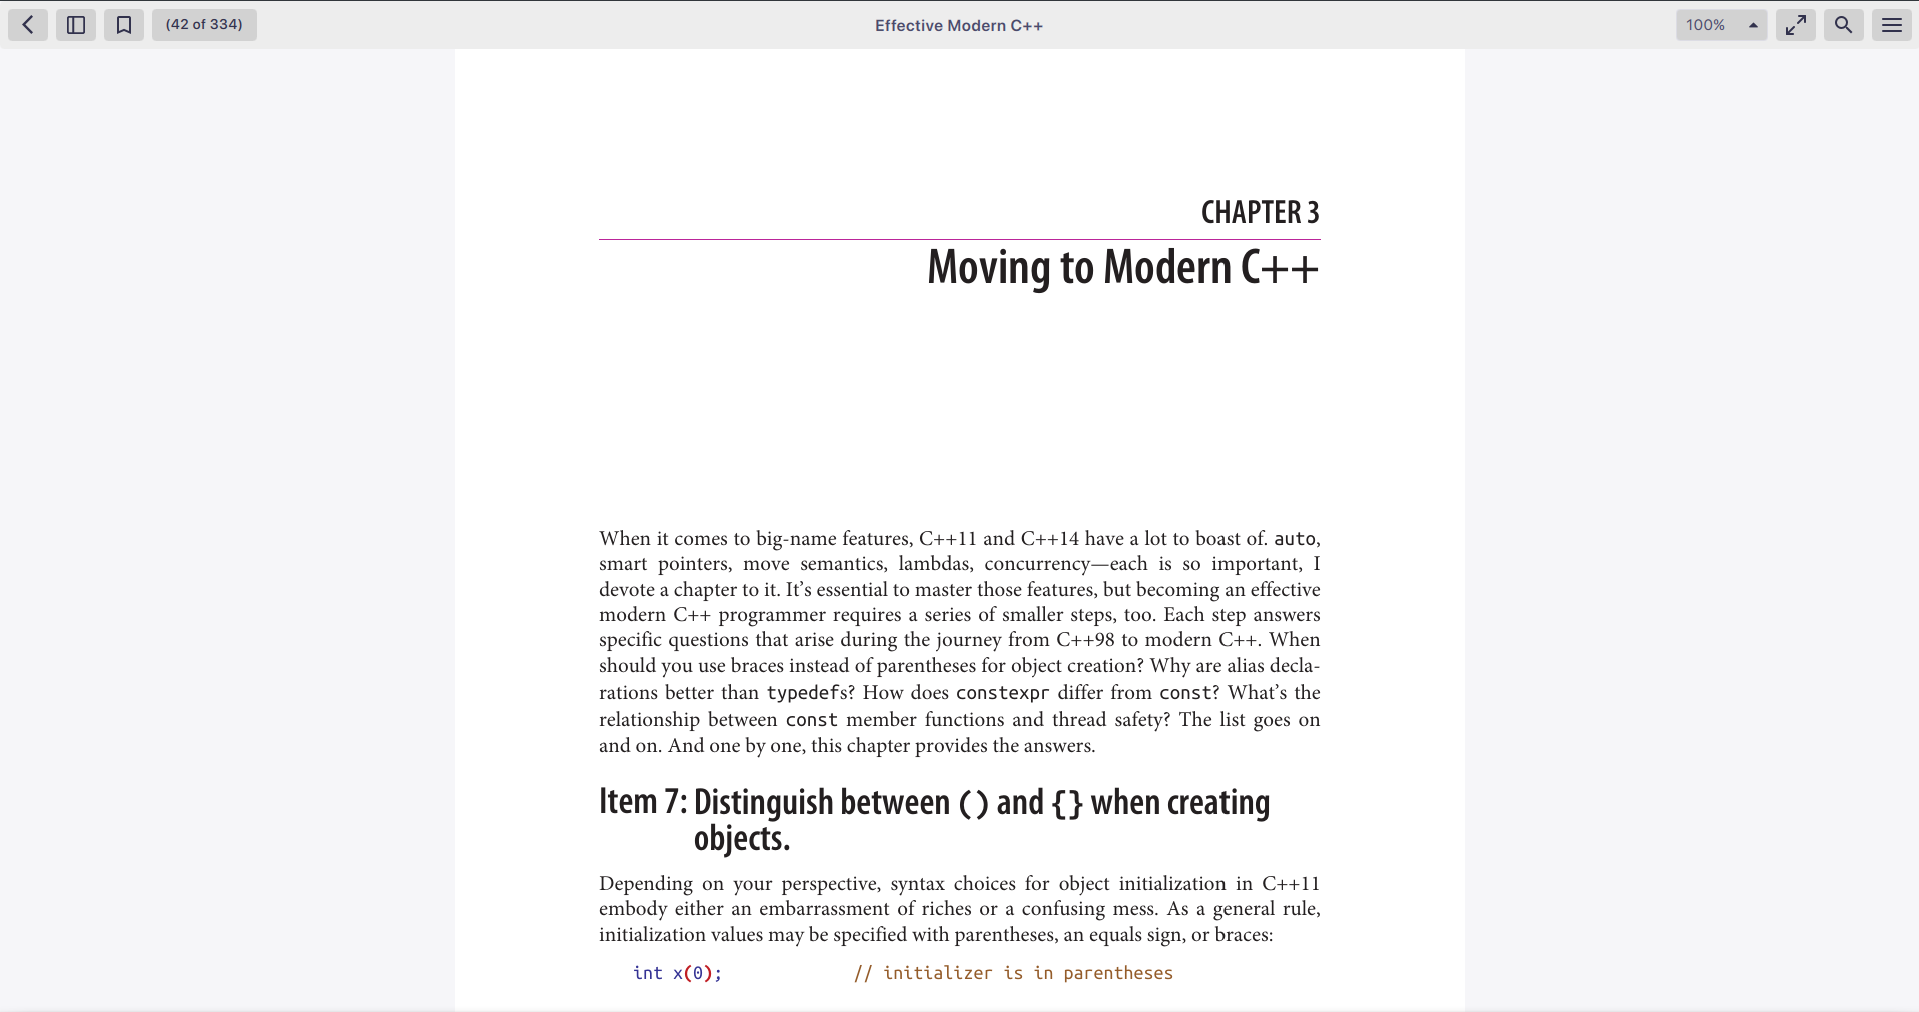 (42 of 334)
Effective Modern C++
100%
CHAPTER 3
Moving to Modern C++
When it comes to big-name features, C++11 and C++14 have a lot to boast of. auto,
smart pointers, move semantics, lambdas, concurrency—each is so important, I
devote a chapter to it. It’s essential to master those features, but becoming an effective
modern C++ programmer requires a series of smaller steps, too. Each step answers
specific questions that arise during the journey from C++98 to modern C++. When
should you use braces instead of parentheses for object creation? Why are alias decla-
rations better than typedefs? How does constexpr differ from const? What’s the
relationship between const member functions and thread safety? The list goes on
and on. And one by one, this chapter provides the answers.
Item 7: Distinguish between () and {} when creating
objects.
Depending on your perspective, syntax choices for object initialization in C++11
embody either an embarrassment of riches or a confusing mess. As a general rule,
initialization values may be specified with parentheses, an equals sign, or braces:
int x(0); // initializer is in parentheses